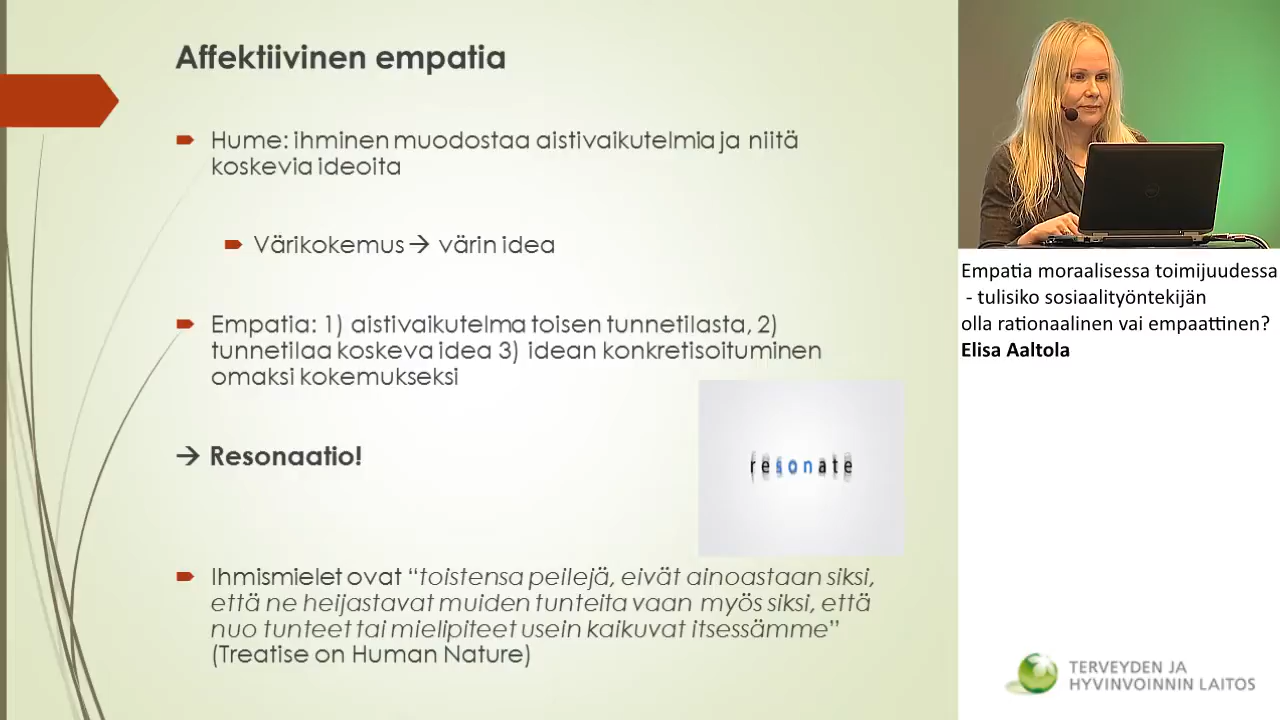 Affektiivinen empatia
Hume: ihminen muodostaa aistivaikutelmia ja niitä
koskevia ideoita
Värikokemus → värin idea
Empatia: 1) aistivaikutelma toisen tunnetilasta, 2)
tunnetilaa koskeva idea 3) idean konkretisoituminen
omaksi kokemukseksi
→ Resonaatio!
resonate
Ihmismielet ovat “toistensa peilejä, eivät ainoastaan siksi,
että ne heijastavat muiden tunteita vaan myös siksi, että
nuo tunteet tai mielipiteet usein kaikuvat itsessämme”
(Treatise on Human Nature)
Empatia moraalisessa toimijuudessa
- tulisiko sosiaalityöntekijän
olla rationaalinen vai empaattinen?
Elisa Aaltola
TERVEYDEN JA
HYVINVOINNIN LAITOS